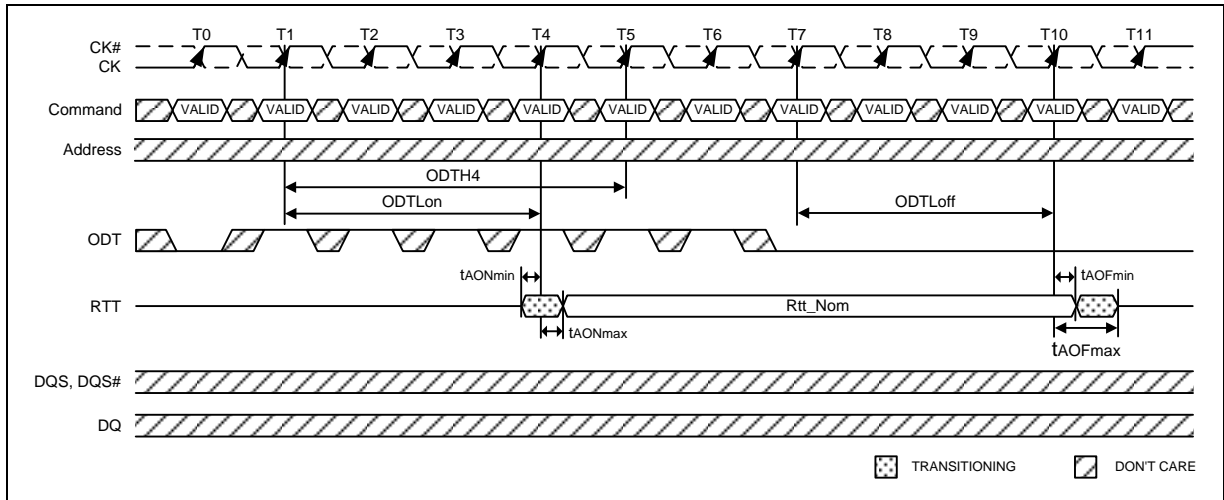 T0 T1 T2 T3 T4 T5 T6 T7 T8 T9 T10 T11
CK#
CK
Command VALID VALID VALID VALID VALID VALID VALID VALID VALID VALID VALID VALID
Address
ODTH4
ODTLon ODTLoff
ODT
tAONmin tAOFmin
RTT Rtt_Nom
tAONmax
tAOFmax
DQS, DQS#
DQ
TRANSITIONING DON'T CARE